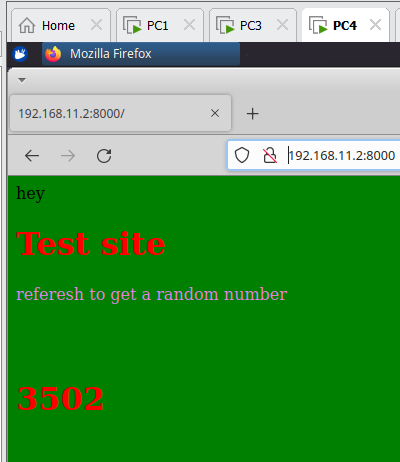 Home PC1 PC3 PC4
Mozilla Firefox
192.168.11.2:8000/
192.168.11.2:8000
hey
Test site
referesh to get a random number
3502